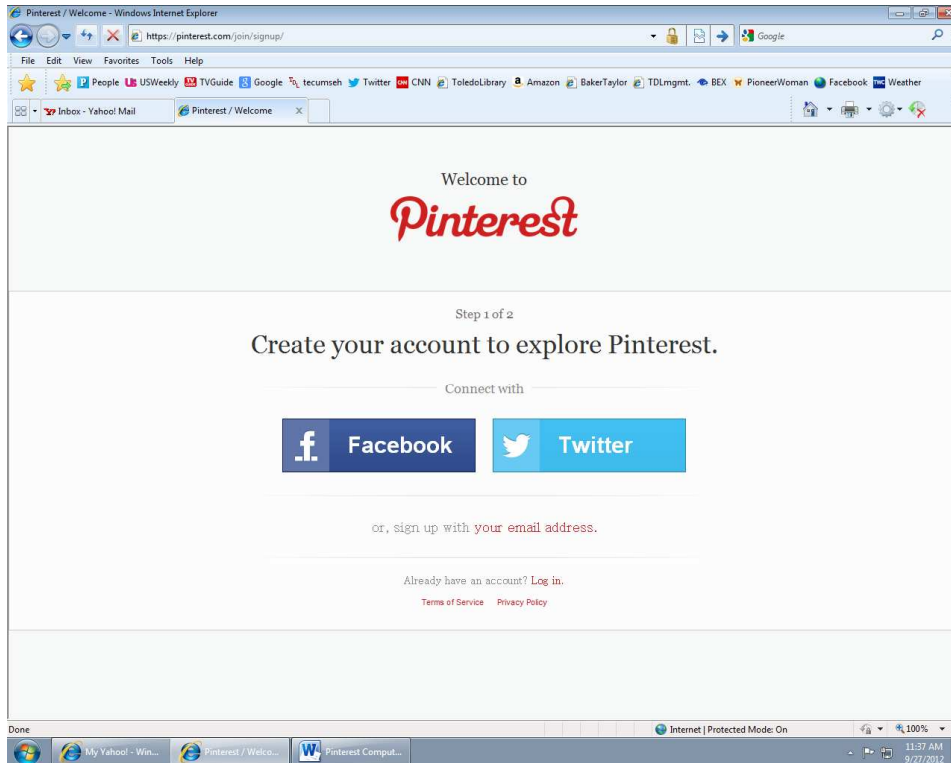 Pinterest / Welcome - Windows Internet Explorer
https://pinterest.com/join/signup/
Google
File Edit View Favorites Tools Help
People USWeekly TVGuide Google tecumseh Twitter CNN ToledoLibrary Amazon BakerTaylor TDLmgmt. BEX PioneerWoman Facebook Weather
Inbox - Yahoo! Mail Pinterest / Welcome X
Welcome to
Pinterest
Step 1 of 2
Create your account to explore Pinterest.
Connect with
Facebook Twitter
or, sign up with your email address.
Already have an account? Log in.
Terms of Service Privacy Policy
Done Internet | Protected Mode: On 100%
My Yahoo! - Win... Pinterest / Welco... Pinterest Comput... 11:37 AM
9/27/2012